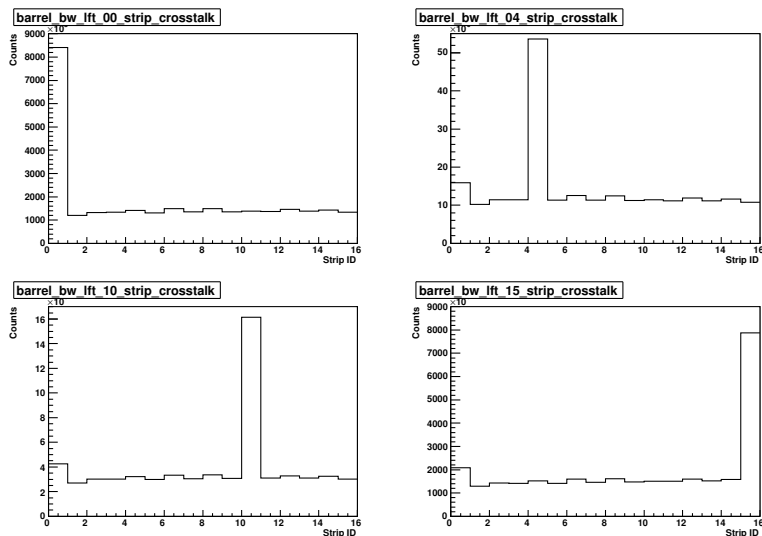 barrel_bw_lft_00_strip_crosstalk
×10
Counts
9000
8000
7000
6000
5000
4000
3000
2000
1000
0
0 2 4 6 8 10 12 14 16
Strip ID
barrel_bw_lft_04_strip_crosstalk
×10
Counts
50
40
30
20
10
0
0 2 4 6 8 10 12 14 16
Strip ID
barrel_bw_lft_10_strip_crosstalk
×10
Counts
16
14
12
10
8
6
4
2
0
0 2 4 6 8 10 12 14 16
Strip ID
barrel_bw_lft_15_strip_crosstalk
Counts
9000
8000
7000
6000
5000
4000
3000
2000
1000
0
0 2 4 6 8 10 12 14 16
Strip ID